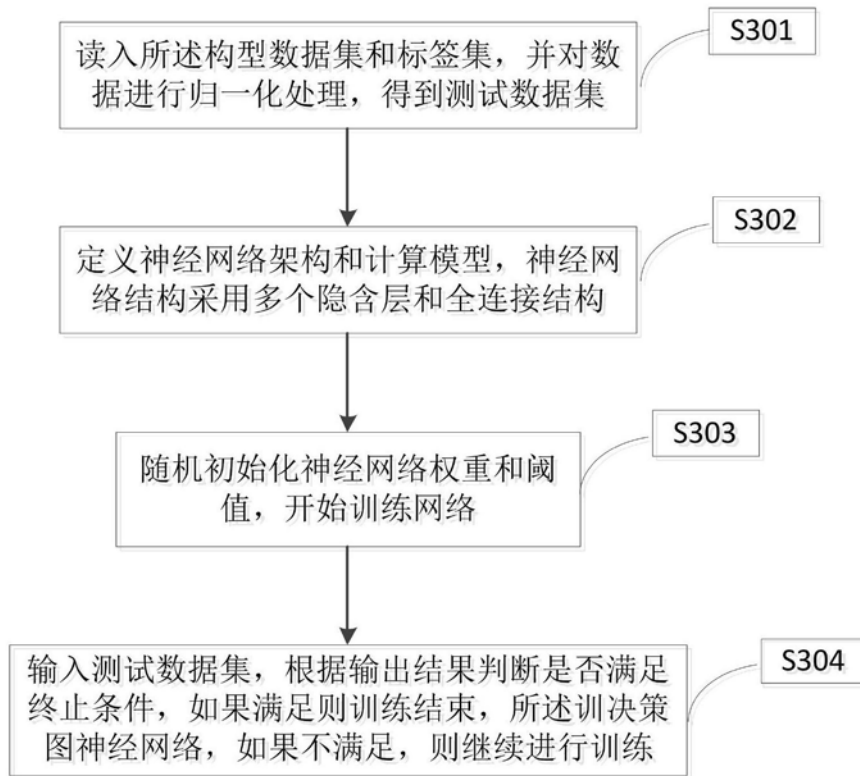 S301
读入所述构型数据集和标签集，并对数
据进行归一化处理，得到测试数据集
S302
定义神经网络架构和计算模型，神经网
络结构采用多个隐含层和全连接结构
S303
随机初始化神经网络权重和阈
值，开始训练网络
S304
输入测试数据集，根据输出结果判断是否满足
终止条件，如果满足则训练结束，所述训决策
图神经网络，如果不满足，则继续进行训练